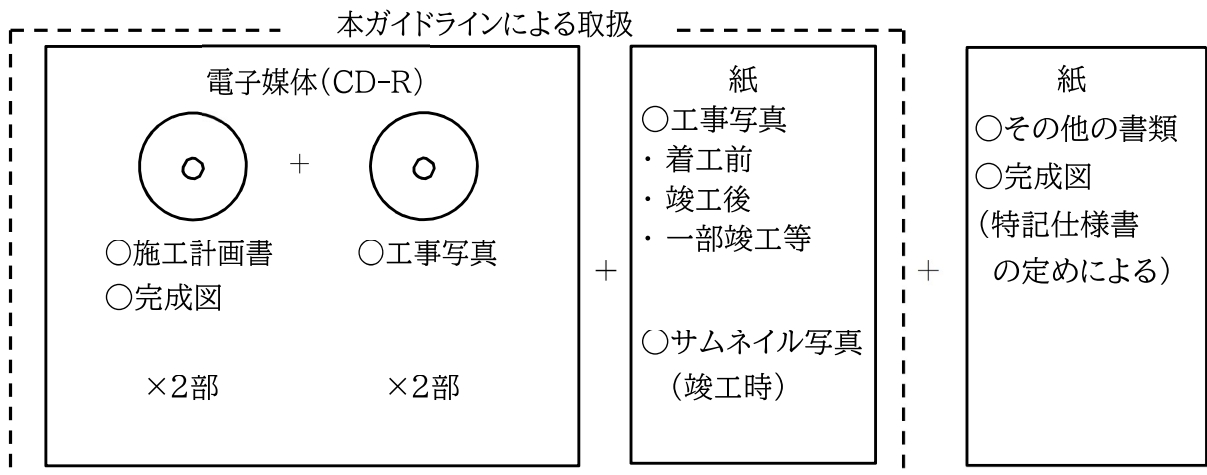 本ガイドラインによる取扱
電子媒体(CD-R)
+
○施工計画書
○完成図
×2部
○工事写真
×2部
+
紙
○工事写真
・着工前
・竣工後
・一部竣工等
○サムネイル写真
(竣工時)
+
紙
○その他の書類
○完成図
(特記仕様書
の定めによる)